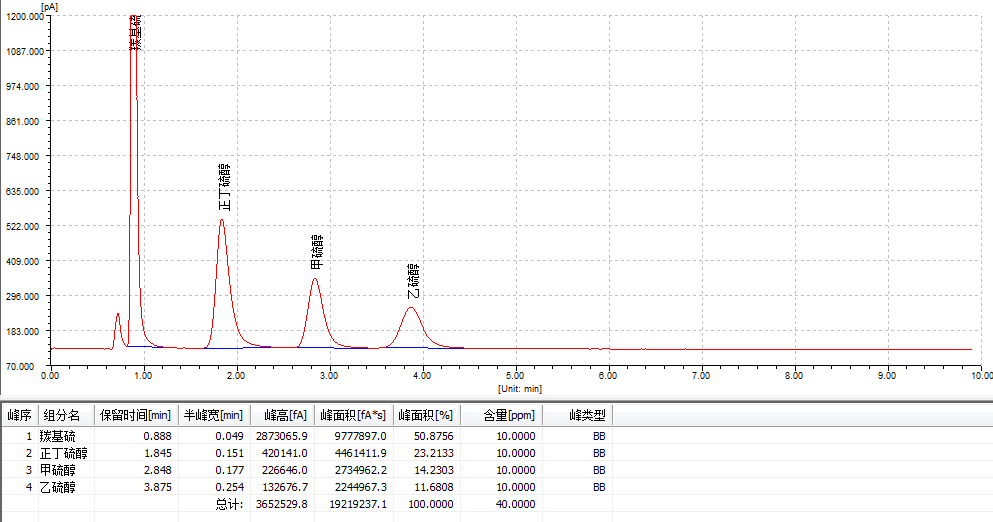 [pA]
1200.000
1087.000
974.000
861.000
748.000
635.000
522.000
409.000
296.000
183.000
70.000
羰基硫
正丁硫醇
甲硫醇
乙硫醇
0.00 1.00 2.00 3.00 4.00 5.00 6.00 7.00 8.00 9.00 10.00
[Unit: min]
峰序 组分名 保留时间[min] 半峰宽[min] 峰高[fA] 峰面积[fA*s] 峰面积[%] 含量[ppm] 峰类型
1 羰基硫 0.888 0.049 2873065.9 9777897.0 50.8756 10.0000 BB
2 正丁硫醇 1.845 0.151 420141.0 4461411.9 23.2133 10.0000 BB
3 甲硫醇 2.848 0.177 226646.0 2734962.2 14.2303 10.0000 BB
4 乙硫醇 3.875 0.254 132676.7 2244967.3 11.6808 10.0000 BB
总计: 3652529.8 19219237.1 100.0000 40.0000